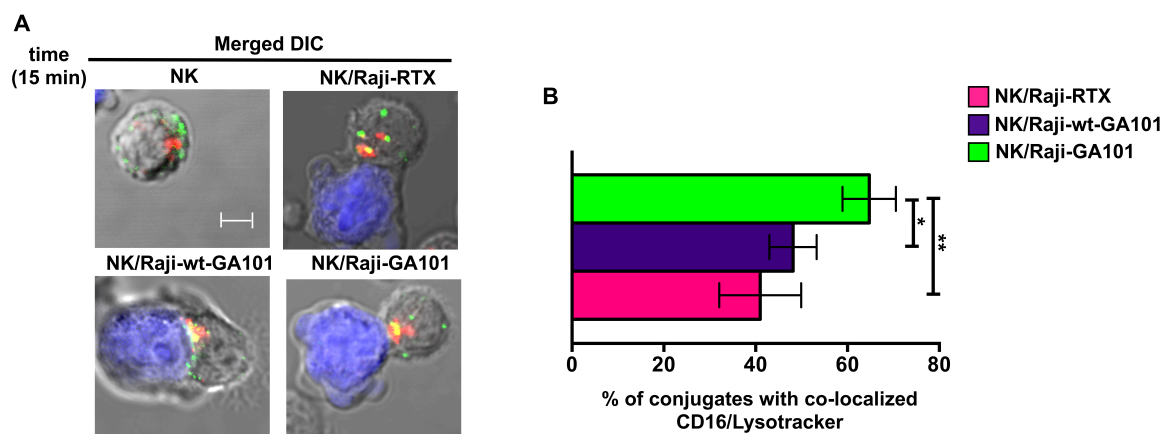 A
time
(15 min)
Merged DIC
NK
NK/Raji-RTX
NK/Raji-wt-GA101
NK/Raji-GA101
B
NK/Raji-RTX
NK/Raji-wt-GA101
NK/Raji-GA101
*
**
0 20 40 60 80
% of conjugates with co-localized
CD16/Lysotracker